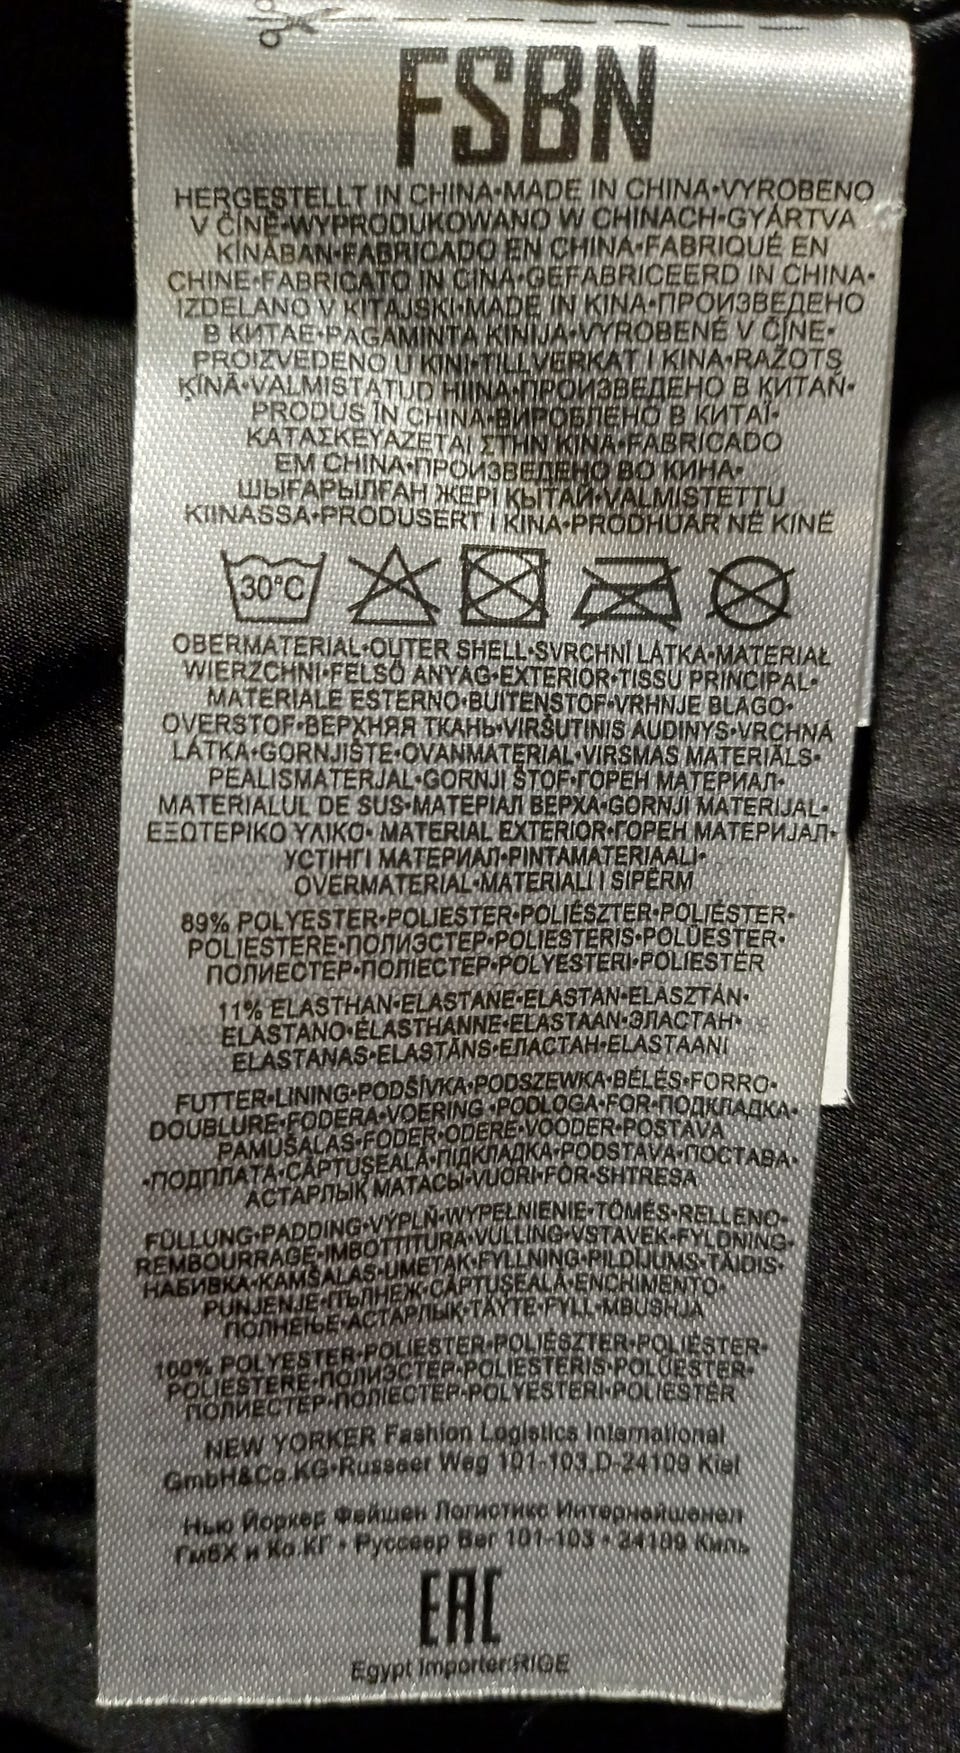 FSBN
HERGESTELLT IN CHINA•MADE IN CHINA•VYROBENO
V ČÍNĚ•WYPRODUKOWANO W CHINACH•GYÁRTVA
KÍNÁBAN•FABRICADO EN CHINA•FABRIQUÉ EN
CHINE•FABRICATO IN CINA•GEFABRICEERD IN CHINA•
IZDELANO V KITAJSKI•MADE IN KINA•ПРОИЗВЕДЕНО
В КИТАЕ•PAGAMINTA KINIJA•VYROBENÉ V ČÍNE•
PROIZVEDENO U KINI•TILLVERKAT I KINA•RAŽOTS
ĶĪNĀ•VALMISTATUD HIINA•ПРОИЗВЕДЕНО В КИТАЙ•
PRODUS ÎN CHINA•ВИРОБЛЕНО В КИТАЇ•
ΚΑΤΑΣΚΕΥΑΖΕΤΑΙ ΣΤΗΝ ΚΙΝΑ•FABRICADO
EM CHINA•ПРОИЗВЕДЕНО ВО КИНА•
ШЫҒАРЫЛҒАН ЖЕРІ ҚЫТАЙ•VALMISTETTU
KIINASSA•PRODUSERT I KINA•PRODHUAR NË KINË
30°C
OBERMATERIAL•OUTER SHELL•SVRCHNÍ LÁTKA•MATERIAŁ
WIERZCHNI•FELSŐ ANYAG•EXTERIOR•TISSU PRINCIPAL•
MATERIALE ESTERNO•BUITENSTOF•VRHNJE BLAGO•
OVERSTOF•ВЕРХНЯЯ ТКАНЬ•VIRŠUTINIS AUDINYS•VRCHNÁ
LÁTKA•GORNJIŠTE•OVANMATERIAL•VIRSMAS MATERIĀLS•
PEALISMATERJAL•GORNJI ŠTOF•ГОРЕН МАТЕРИАЛ•
MATERIALUL DE SUS•МАТЕРІАЛ ВЕРХА•GORNJI MATERIJAL•
ΕΞΩΤΕΡΙΚΟ ΥΛΙΚΟ• MATERIAL EXTERIOR•ГОРЕН МАТЕРИЈАЛ•
ҮСТІНГІ МАТЕРИАЛ•PINTAMATERIAALI•
OVERMATERIAL•MATERIALI I SIPËRM
89% POLYESTER•POLIESTER•POLIÉSZTER•POLIÉSTER•
POLIESTERE•ПОЛИЭСТЕР•POLIESTERIS•POLÜESTER•
ПОЛИЕСТЕР•ПОЛІЕСТЕР•POLYESTERI•POLIESTËR
11% ELASTHAN•ELASTANE•ELASTAN•ELASZTÁN•
ELASTANO•ÉLASTHANNE•ELASTAAN•ЭЛАСТАН•
ELASTANAS•ELASTĀNS•ЕЛАСТАН•ELASTAANI
FUTTER•LINING•PODŠÍVKA•PODSZEWKA•BÉLÉS•FORRO•
DOUBLURE•FODERA•VOERING •PODLOGA•FOR•ПОДКЛАДКА•
PAMUŠALAS•FODER•ODERE•VOODER•POSTAVA
•ПОДПЛАТА•CĂPTUȘEALĂ•ПІДКЛАДКА•PODSTAVA•ПОСТАВА•
АСТАРЛЫҚ МАТАСЫ•VUORI•FÔR•SHTRESA
FÜLLUNG•PADDING•VÝPLŇ•WYPEŁNIENIE•TÖMÉS•RELLENO•
REMBOURRAGE•IMBOTTITURA•VULLING•VSTAVEK•FYLDNING•
НАБИВКА•KAMŠALAS•UMETAK•FYLLNING•PILDĪJUMS•TÄIDIS•
PUNJENJE•ПЪЛНЕЖ•CĂPTUȘEALĂ•ENCHIMENTO•
ПОЛНЕЊЕ•АСТАРЛЫҚ•TÄYTE•FYLL•MBUSHJA
100% POLYESTER•POLIESTER•POLIÉSZTER•POLIÉSTER•
POLIESTERE•ПОЛИЭСТЕР•POLIESTERIS•POLÜESTER•
ПОЛИЕСТЕР•ПОЛІЕСТЕР•POLYESTERI•POLIESTËR
NEW YORKER Fashion Logistics International
GmbH&Co.KG•Russeer Weg 101-103.D-24109 Kiel
Нью Йоркер Фейшен Логистикс Интернейшенел
ГмбХ и Ко.КГ • Руссеер Вег 101-103 • 24109 Киль
EAC
Egypt Importer:RIGE